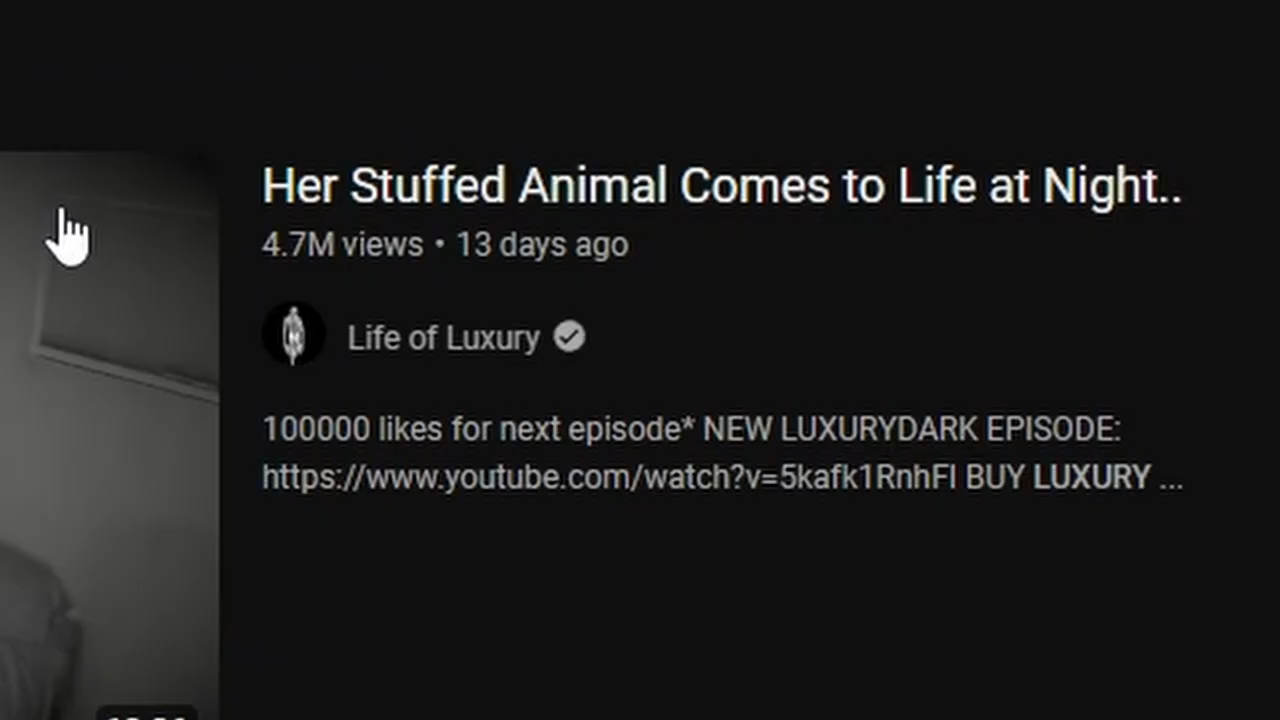 Her Stuffed Animal Comes to Life at Night..
4.7M views • 13 days ago
Life of Luxury
100000 likes for next episode* NEW LUXURYDARK EPISODE:
https://www.youtube.com/watch?v=5kafk1RnhFI BUY LUXURY ...